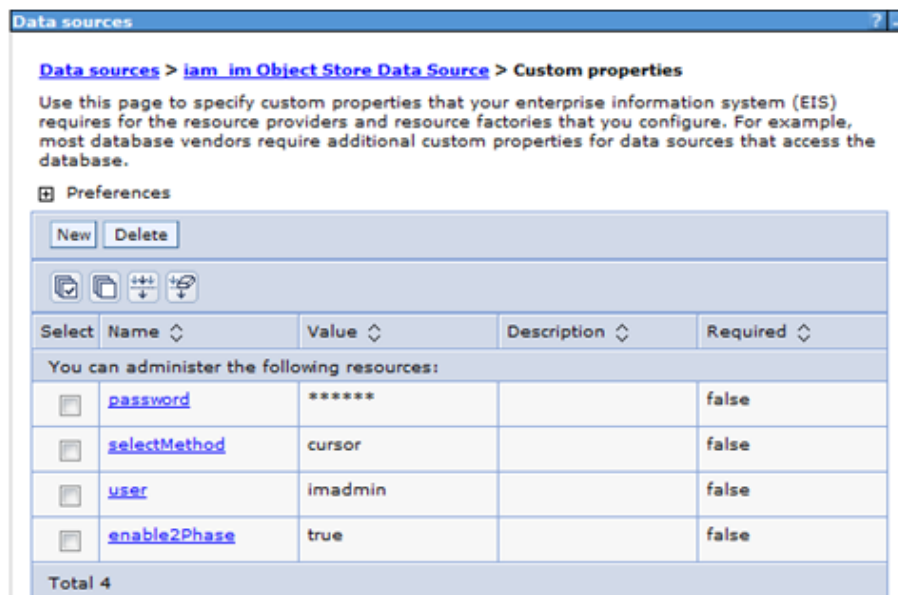 Data sources ?
Data sources > iam_im Object Store Data Source > Custom properties
Use this page to specify custom properties that your enterprise information system (EIS)
requires for the resource providers and resource factories that you configure. For example,
most database vendors require additional custom properties for data sources that access the
database.
Preferences
New Delete
Select Name Value Description Required
You can administer the following resources:
password ****** false
selectMethod cursor false
user imadmin false
enable2Phase true false
Total 4